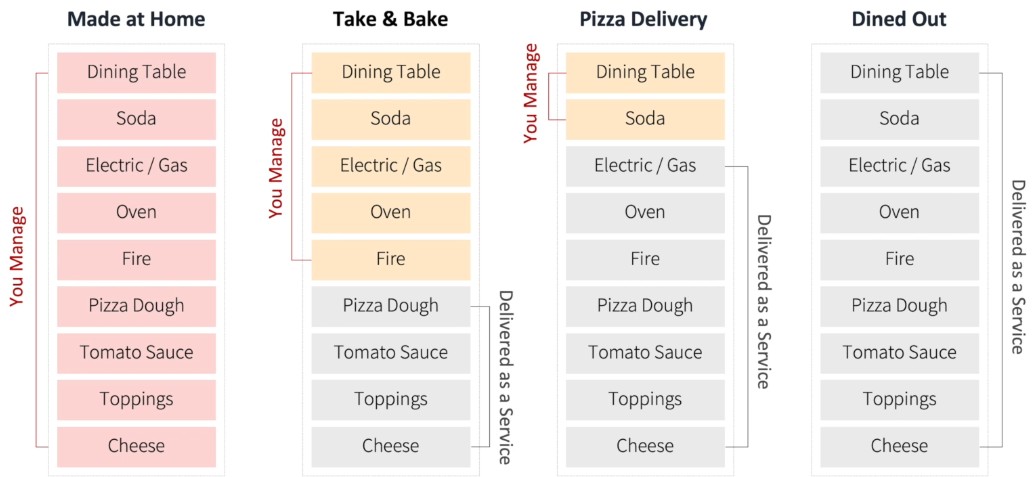 Made at Home
You Manage
Dining Table
Soda
Electric / Gas
Oven
Fire
Pizza Dough
Tomato Sauce
Toppings
Cheese
Take & Bake
You Manage
Dining Table
Soda
Electric / Gas
Oven
Fire
Pizza Dough
Tomato Sauce
Toppings
Cheese
Delivered as a Service
Pizza Delivery
You Manage
Dining Table
Soda
Electric / Gas
Oven
Fire
Pizza Dough
Tomato Sauce
Toppings
Cheese
Delivered as a Service
Dined Out
Dining Table
Soda
Electric / Gas
Oven
Fire
Pizza Dough
Tomato Sauce
Toppings
Cheese
Delivered as a Service